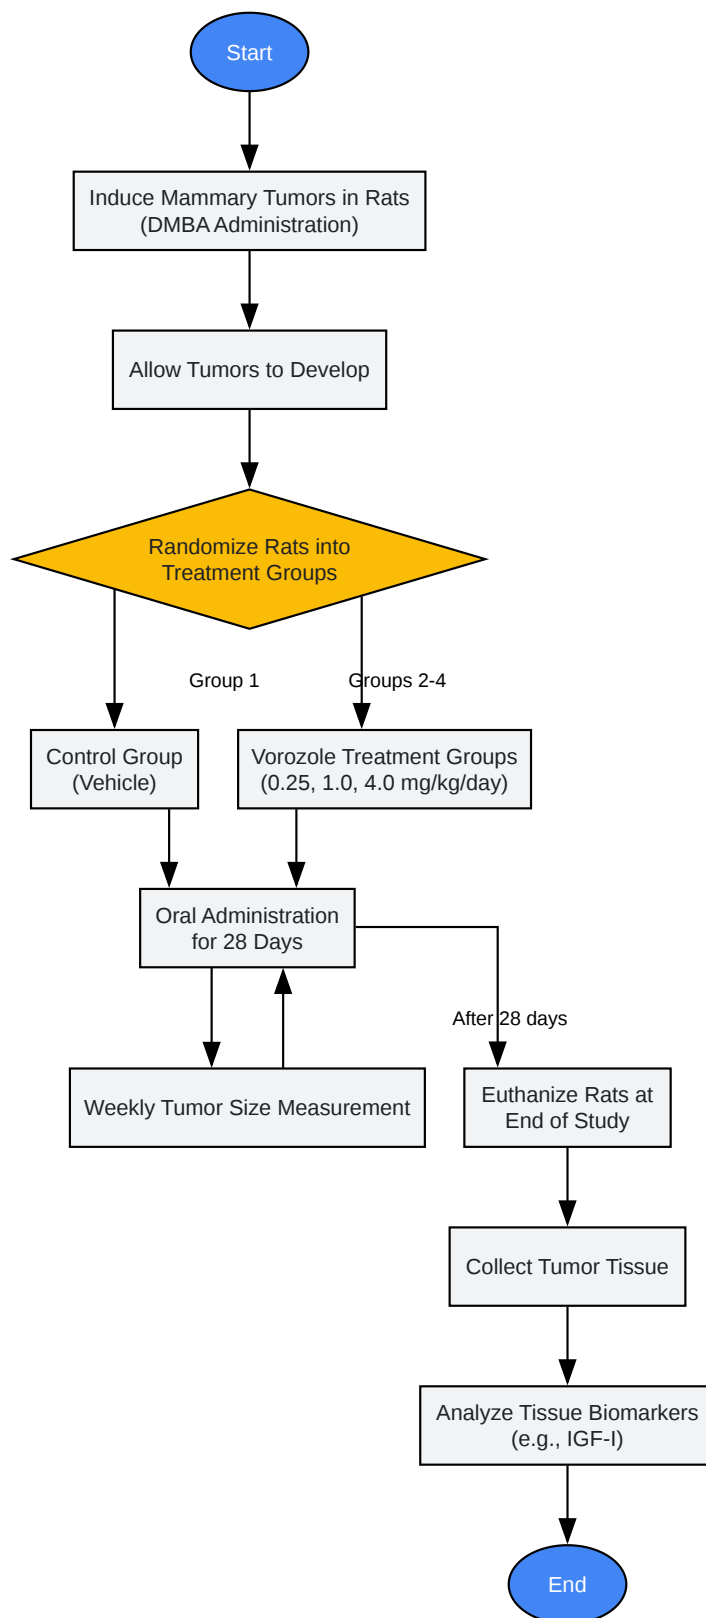 Start
Induce Mammary Tumors in Rats
(DMBA Administration)
Allow Tumors to Develop
Randomize Rats into
Treatment Groups
Group 1
Groups 2-4
Control Group
(Vehicle)
Vorozole Treatment Groups
(0.25, 1.0, 4.0 mg/kg/day)
Oral Administration
for 28 Days
After 28 days
Weekly Tumor Size Measurement
Euthanize Rats at
End of Study
Collect Tumor Tissue
Analyze Tissue Biomarkers
(e.g., IGF-I)
End